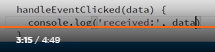 handleEventClicked(data) {
console.log('received:', data)
}
3:15 / 4:49